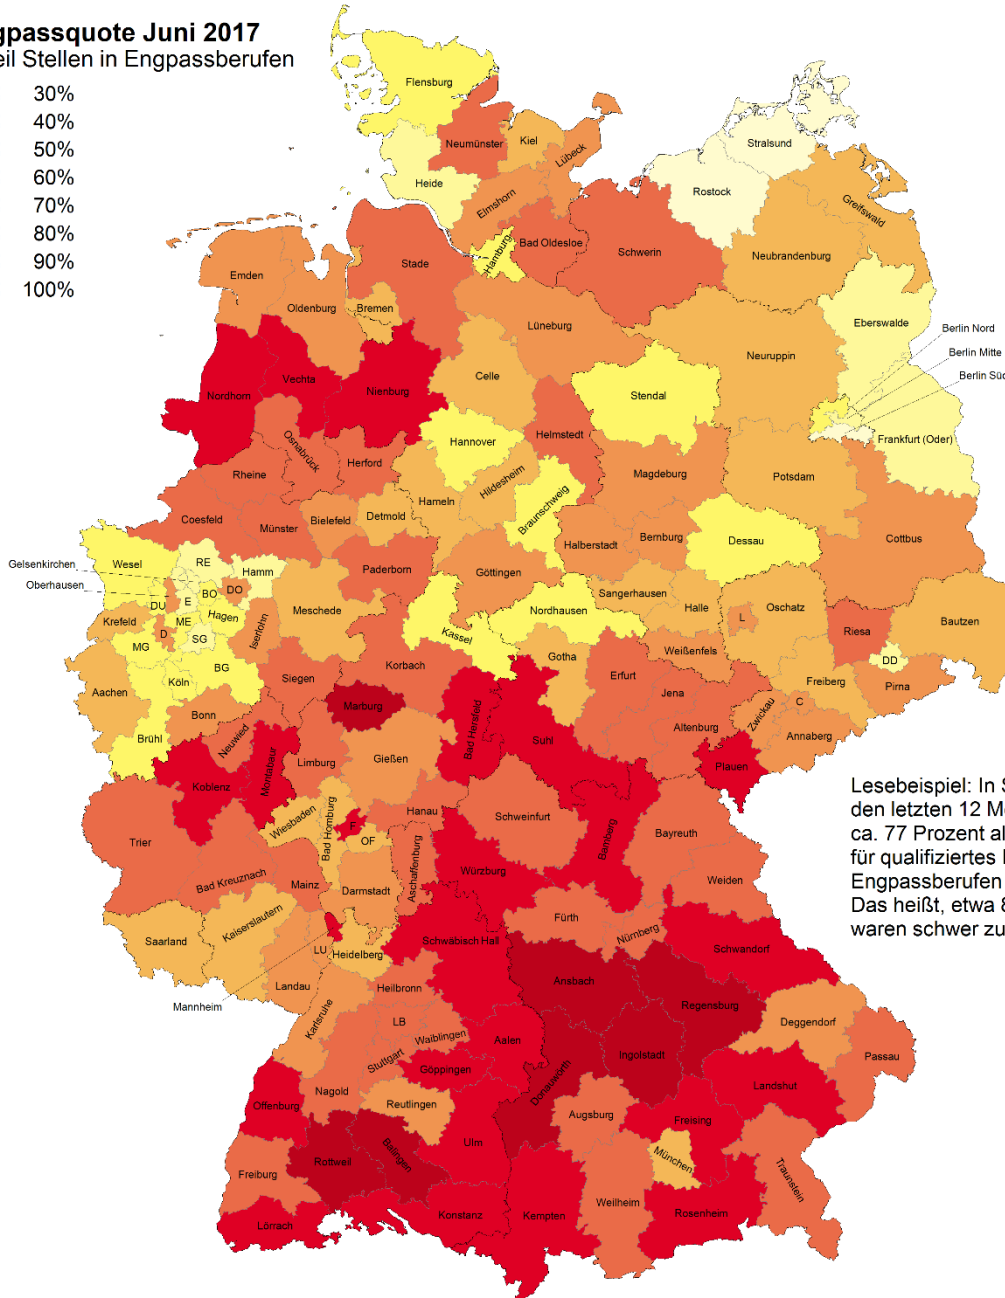 gpassquote Juni 2017
eil Stellen in Engpassberufen
30%
40%
50%
60%
70%
80%
90%
100%
Flensburg
Neumünster
Kiel
Lübeck
Heide
Elmshorn
Hamburg
Bad Oldesloe
Stralsund
Rostock
Greifswald
Schwerin
Neubrandenburg
Stade
Emden
Oldenburg
Bremen
Lüneburg
Eberswalde
Berlin Nord
Berlin Mitte
Berlin Süd
Neuruppin
Celle
Stendal
Nordhorn
Vechta
Nienburg
Hannover
Helmstedt
Frankfurt (Oder)
Osnabrück
Herford
Rheine
Hameln
Hildesheim
Braunschweig
Magdeburg
Potsdam
Coesfeld
Münster
Bielefeld
Detmold
Halberstadt
Bernburg
Dessau
Cottbus
Gelsenkirchen
Oberhausen
Wesel
RE
Hamm
Paderborn
Göttingen
DU
E
BO
DO
Krefeld
D
ME
Hagen
Iserlohn
Meschede
Kassel
Nordhausen
Sangerhausen
Halle
L
Oschatz
Riesa
Bautzen
MG
SG
BG
Köln
Aachen
Siegen
Korbach
Gotha
Erfurt
Weißenfels
Jena
Freiberg
DD
Pirna
Bonn
Brühl
Marburg
Bad Hersfeld
Altenburg
Zwickau
C
Annaberg
Neuwied
Koblenz
Montabaur
Limburg
Gießen
Suhl
Plauen
Lesebeispiel: In S
den letzten 12 Mo
ca. 77 Prozent al
für qualifiziertes
Engpassberufen
Das heißt, etwa 8
waren schwer zu
Trier
Wiesbaden
Bad Homburg
F
OF
Hanau
Aschaffenburg
Schweinfurt
Bamberg
Bayreuth
Bad Kreuznach
Mainz
Darmstadt
Würzburg
Weiden
Saarland
Kaiserslautern
LU
Heidelberg
Schwäbisch Hall
Fürth
Nürnberg
Schwandorf
Mannheim
Landau
Karlsruhe
Heilbronn
Ansbach
Regensburg
LB
Stuttgart
Waiblingen
Aalen
Ingolstadt
Deggendorf
Passau
Göppingen
Donauwörth
Nagold
Offenburg
Reutlingen
Augsburg
Landshut
Freising
Ulm
Rottweil
Balingen
München
Freiburg
Traunstein
Lörrach
Konstanz
Kempten
Weilheim
Rosenheim